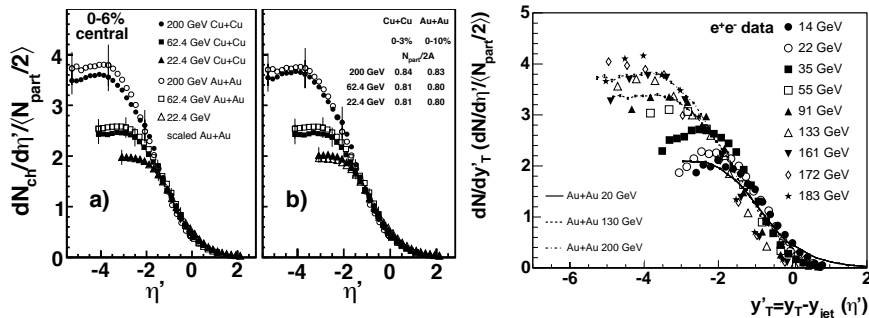 0-6%
central
200 GeV Cu+Cu
62.4 GeV Cu+Cu
22.4 GeV Cu+Cu
200 GeV Au+Au
62.4 GeV Au+Au
22.4 GeV
scaled Au+Au
a)
dN_ch/dη'/⟨N_part/2⟩
0
1
2
3
4
5
-4
-2
0
2
η'
Cu+Cu Au+Au
0-3% 0-10%
N_part/2A
200 GeV 0.84 0.83
62.4 GeV 0.81 0.80
22.4 GeV 0.81 0.80
b)
-4
-2
0
2
η'
e⁺e⁻ data
14 GeV
22 GeV
35 GeV
55 GeV
91 GeV
133 GeV
161 GeV
172 GeV
183 GeV
Au+Au 20 GeV
Au+Au 130 GeV
Au+Au 200 GeV
dN/dy'_T (dN/dη'/⟨N_part/2⟩)
0
1
2
3
4
5
-6
-4
-2
0
2
y'_T=y_T-y_jet (η')